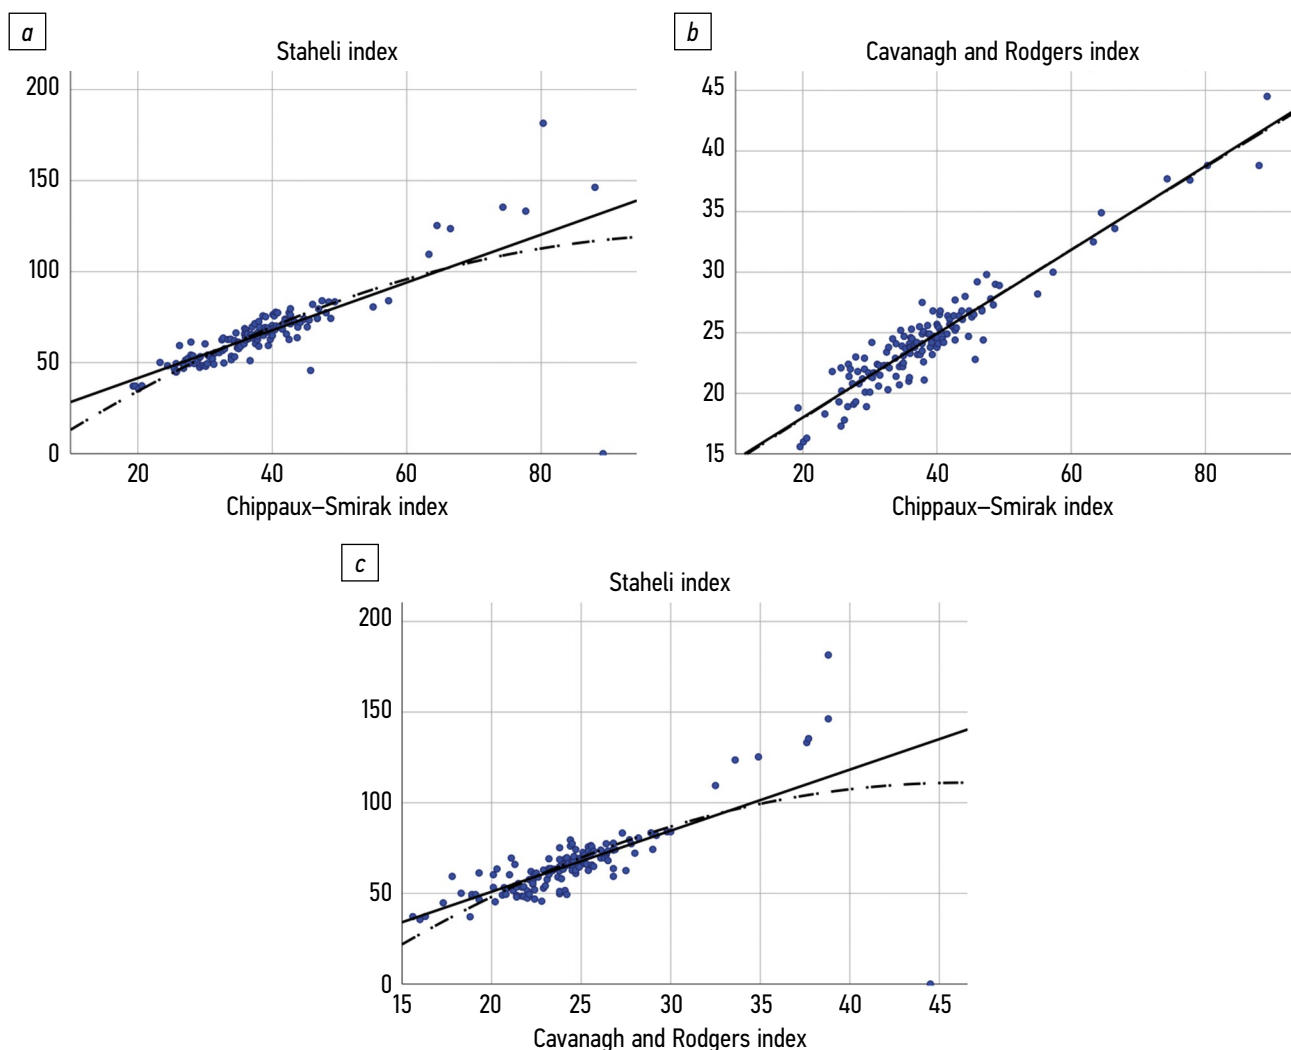 a
Staheli index
200
150
100
50
0
20 40 60 80
Chippaux–Smirak index
b
Cavanagh and Rodgers index
45
40
35
30
25
20
15
20 40 60 80
Chippaux–Smirak index
c
Staheli index
200
150
100
50
0
15 20 25 30 35 40 45
Cavanagh and Rodgers index